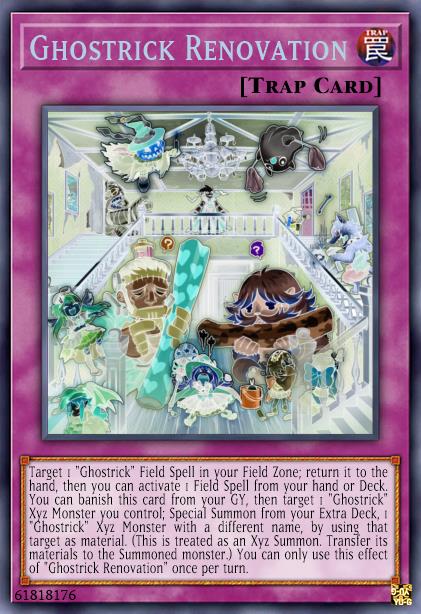 Ghostrick Renovation
TRAP
罠
[Trap Card]
?
?
Target 1 "Ghostrick" Field Spell in your Field Zone; return it to the
hand, then you can activate 1 Field Spell from your hand or Deck.
You can banish this card from your GY, then target 1 "Ghostrick"
Xyz Monster you control; Special Summon from your Extra Deck, 1
"Ghostrick" Xyz Monster with a different name, by using that
target as material. (This is treated as an Xyz Summon. Transfer its
materials to the Summoned monster.) You can only use this effect
of "Ghostrick Renovation" once per turn.
61818176